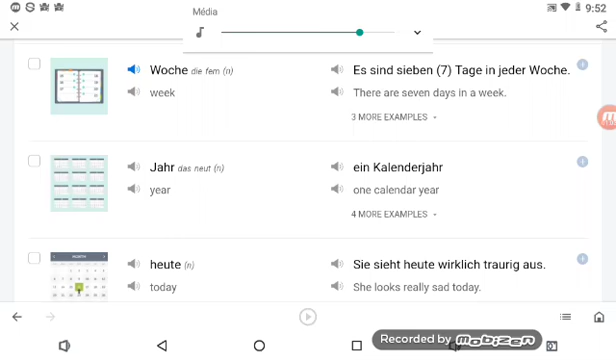 9:52
Média
Woche die fem (n)
week
Es sind sieben (7) Tage in jeder Woche.
There are seven days in a week.
3 MORE EXAMPLES
Jahr das neut (n)
year
ein Kalenderjahr
one calendar year
4 MORE EXAMPLES
MONTH
heute (n)
today
Sie sieht heute wirklich traurig aus.
She looks really sad today.
Recorded by mobizen